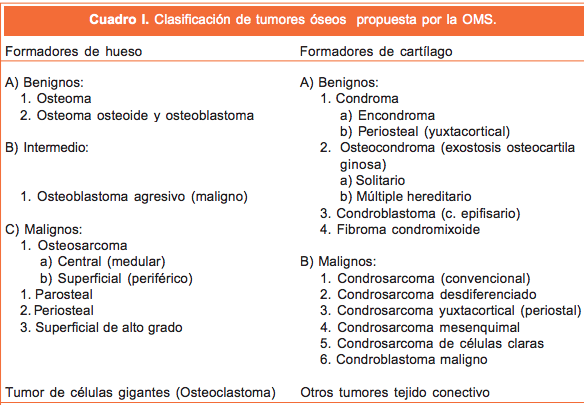 Cuadro I. Clasificación de tumores óseos propuesta por la OMS.
Formadores de hueso
A) Benignos:
1. Osteoma
2. Osteoma osteoide y osteoblastoma
B) Intermedio:
1. Osteoblastoma agresivo (maligno)
C) Malignos:
1. Osteosarcoma
a) Central (medular)
b) Superficial (periférico)
1. Parosteal
2. Periosteal
3. Superficial de alto grado
Tumor de células gigantes (Osteoclastoma)
Formadores de cartílago
A) Benignos:
1. Condroma
a) Encondroma
b) Periosteal (yuxtacortical)
2. Osteocondroma (exostosis osteocartila
ginosa)
a) Solitario
b) Múltiple hereditario
3. Condroblastoma (c. epifisario)
4. Fibroma condromixoide
B) Malignos:
1. Condrosarcoma (convencional)
2. Condrosarcoma desdiferenciado
3. Condrosarcoma yuxtacortical (periostal)
4. Condrosarcoma mesenquimal
5. Condrosarcoma de células claras
6. Condroblastoma maligno
Otros tumores tejido conectivo